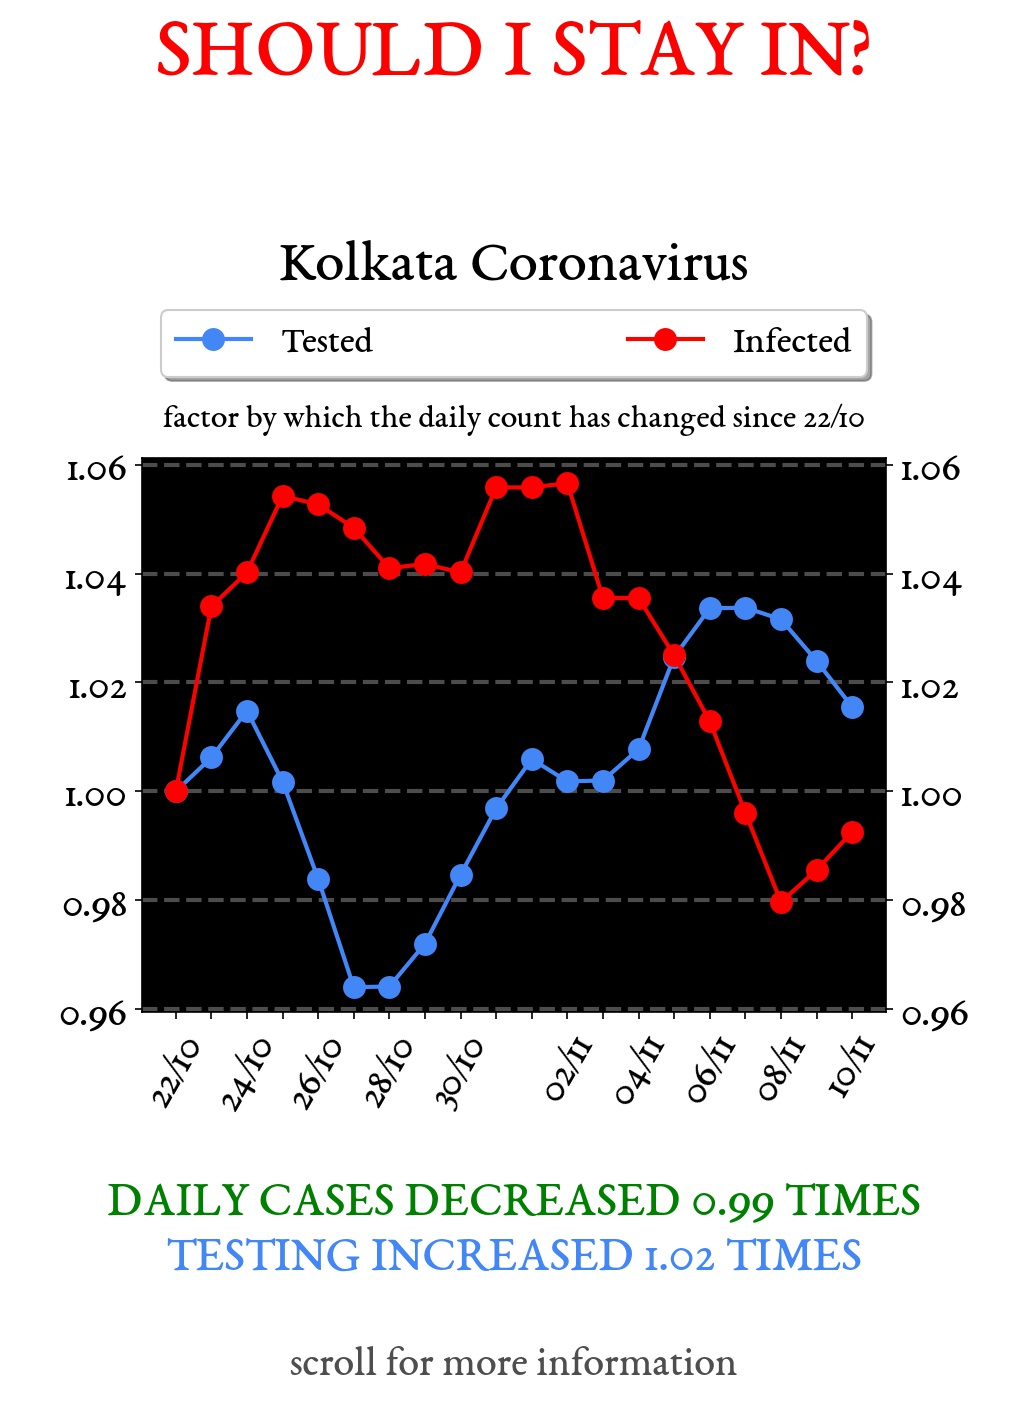 SHOULD I STAY IN?
Kolkata Coronavirus
Tested Infected
factor by which the daily count has changed since 22/10
1.06 1.06
1.04 1.04
1.02 1.02
1.00 1.00
0.98 0.98
0.96 0.96
22/10 24/10 26/10 28/10 30/10 02/11 04/11 06/11 08/11 10/11
DAILY CASES DECREASED 0.99 TIMES
TESTING INCREASED 1.02 TIMES
scroll for more information